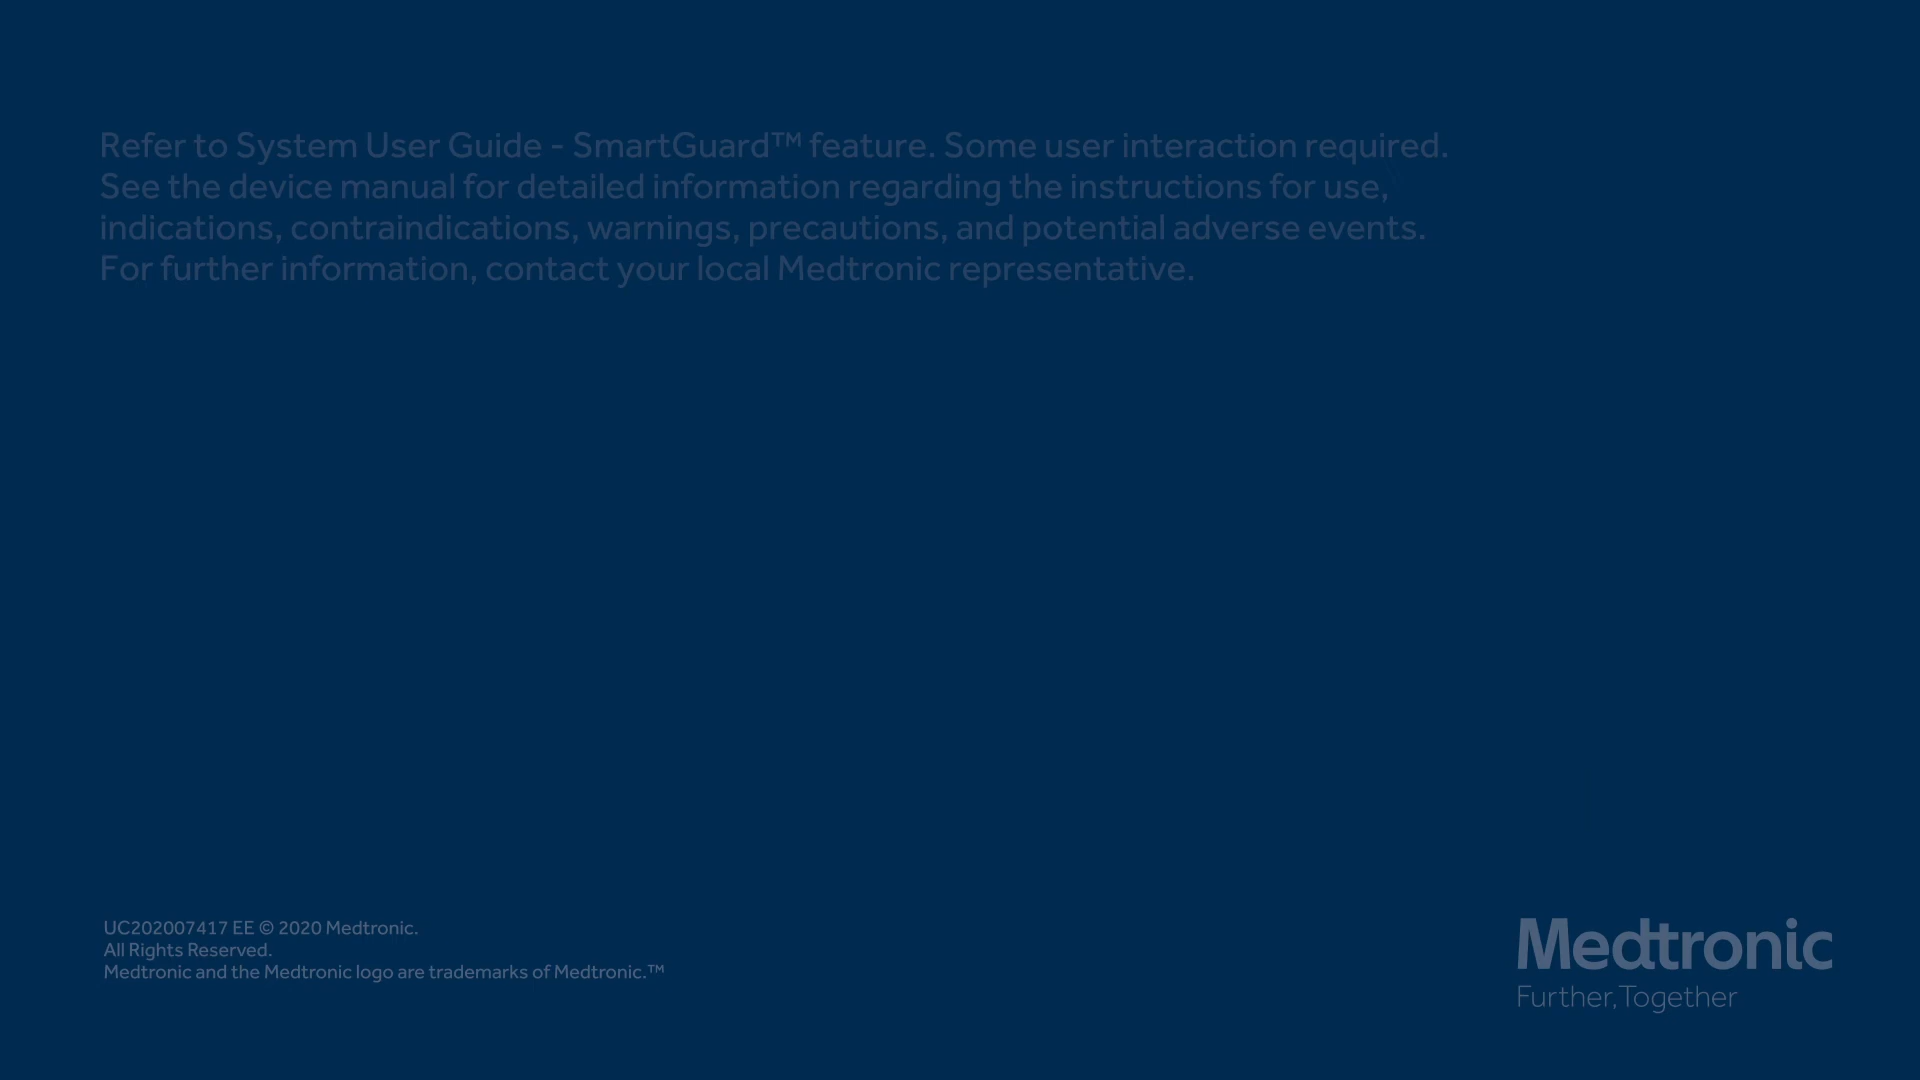 Refer to System User Guide - SmartGuard™ feature. Some user interaction required.
See the device manual for detailed information regarding the instructions for use,
indications, contraindications, warnings, precautions, and potential adverse events.
For further information, contact your local Medtronic representative.
UC202007417 EE © 2020 Medtronic.
All Rights Reserved.
Medtronic and the Medtronic logo are trademarks of Medtronic.™
Medtronic
Further,Together